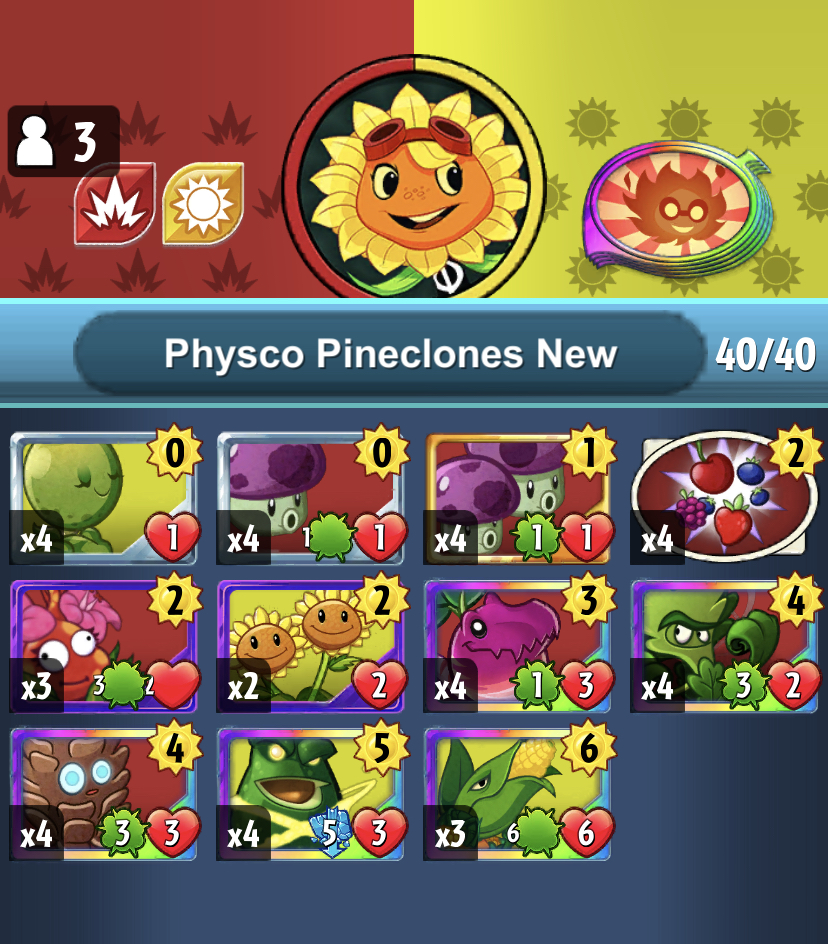 3
Physco Pineclones New 40/40
0 0 1 2
x4 1 x4 1 1 x4 1 1 x4
2 2 3 4
x3 3 2 x2 2 x4 1 3 x4 3 2
4 5 6
x4 3 3 x4 5 3 x3 6 6